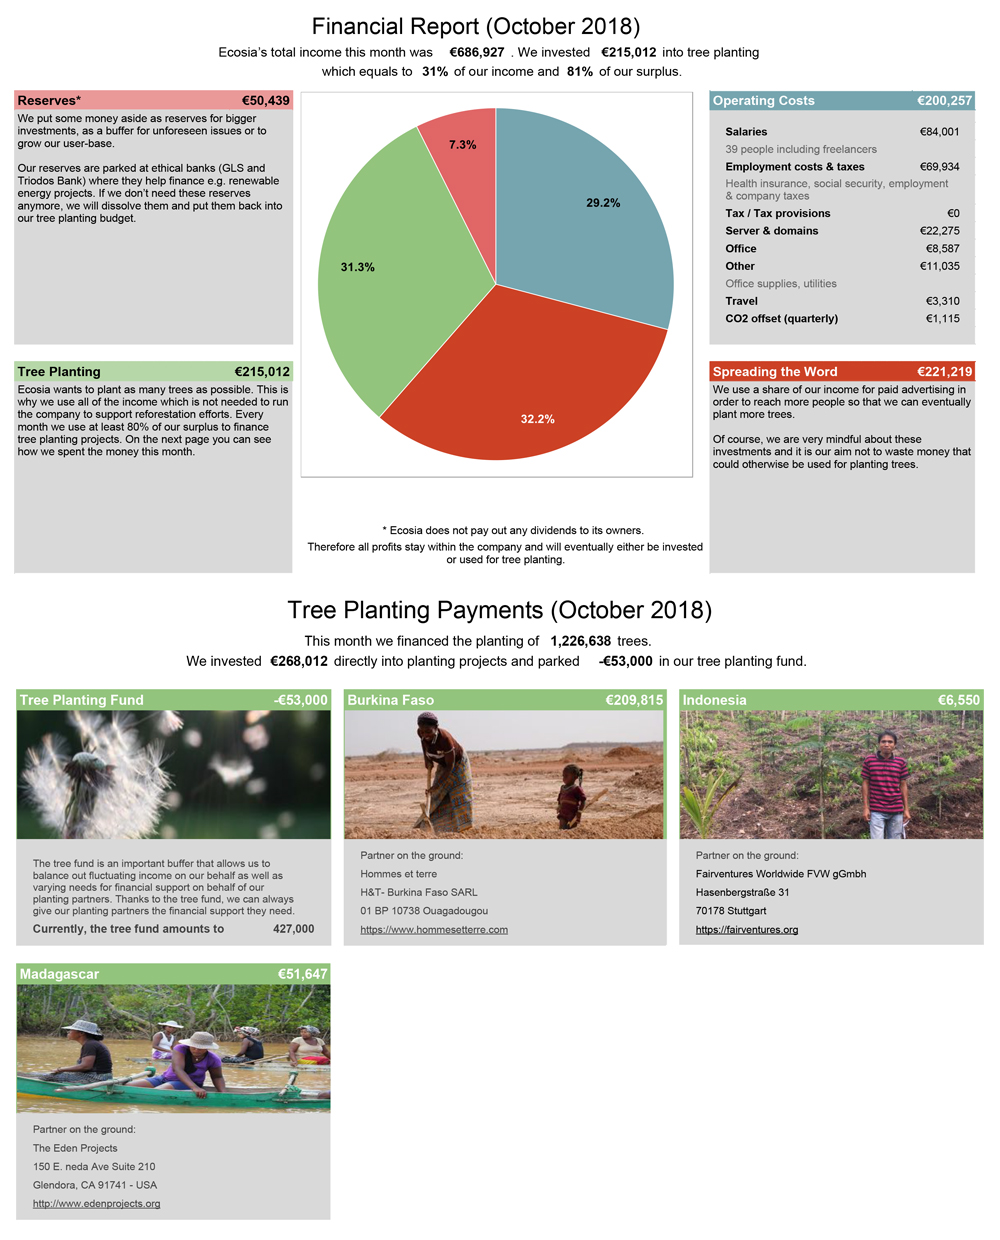 Financial Report (October 2018)
Ecosia's total income this month was €686,927 . We invested €215,012 into tree planting
which equals to 31% of our income and 81% of our surplus.
Reserves* €50,439
We put some money aside as reserves for bigger
investments, as a buffer for unforeseen issues or to
grow our user-base.
Our reserves are parked at ethical banks (GLS and
Triodos Bank) where they help finance e.g. renewable
energy projects. If we don't need these reserves
anymore, we will dissolve them and put them back into
our tree planting budget.
Tree Planting €215,012
Ecosia wants to plant as many trees as possible. This is
why we use all of the income which is not needed to run
the company to support reforestation efforts. Every
month we use at least 80% of our surplus to finance
tree planting projects. On the next page you can see
how we spent the money this month.
7.3%
29.2%
31.3%
32.2%
* Ecosia does not pay out any dividends to its owners.
Therefore all profits stay within the company and will eventually either be invested
or used for tree planting.
Operating Costs €200,257
Salaries €84,001
39 people including freelancers
Employment costs & taxes €69,934
Health insurance, social security, employment
& company taxes
Tax / Tax provisions €0
Server & domains €22,275
Office €8,587
Other €11,035
Office supplies, utilities
Travel €3,310
CO2 offset (quarterly) €1,115
Spreading the Word €221,219
We use a share of our income for paid advertising in
order to reach more people so that we can eventually
plant more trees.
Of course, we are very mindful about these
investments and it is our aim not to waste money that
could otherwise be used for planting trees.
Tree Planting Payments (October 2018)
This month we financed the planting of 1,226,638 trees.
We invested €268,012 directly into planting projects and parked -€53,000 in our tree planting fund.
Tree Planting Fund -€53,000
The tree fund is an important buffer that allows us to
balance out fluctuating income on our behalf as well as
varying needs for financial support on behalf of our
planting partners. Thanks to the tree fund, we can always
give our planting partners the financial support they need.
Currently, the tree fund amounts to 427,000
Burkina Faso €209,815
Partner on the ground:
Hommes et terre
H&T- Burkina Faso SARL
01 BP 10738 Ouagadougou
https://www.hommesetterre.com
Indonesia €6,550
Partner on the ground:
Fairventures Worldwide FVW gGmbh
Hasenbergstraße 31
70178 Stuttgart
https://fairventures.org
Madagascar €51,647
Partner on the ground:
The Eden Projects
150 E. neda Ave Suite 210
Glendora, CA 91741 - USA
http://www.edenprojects.org